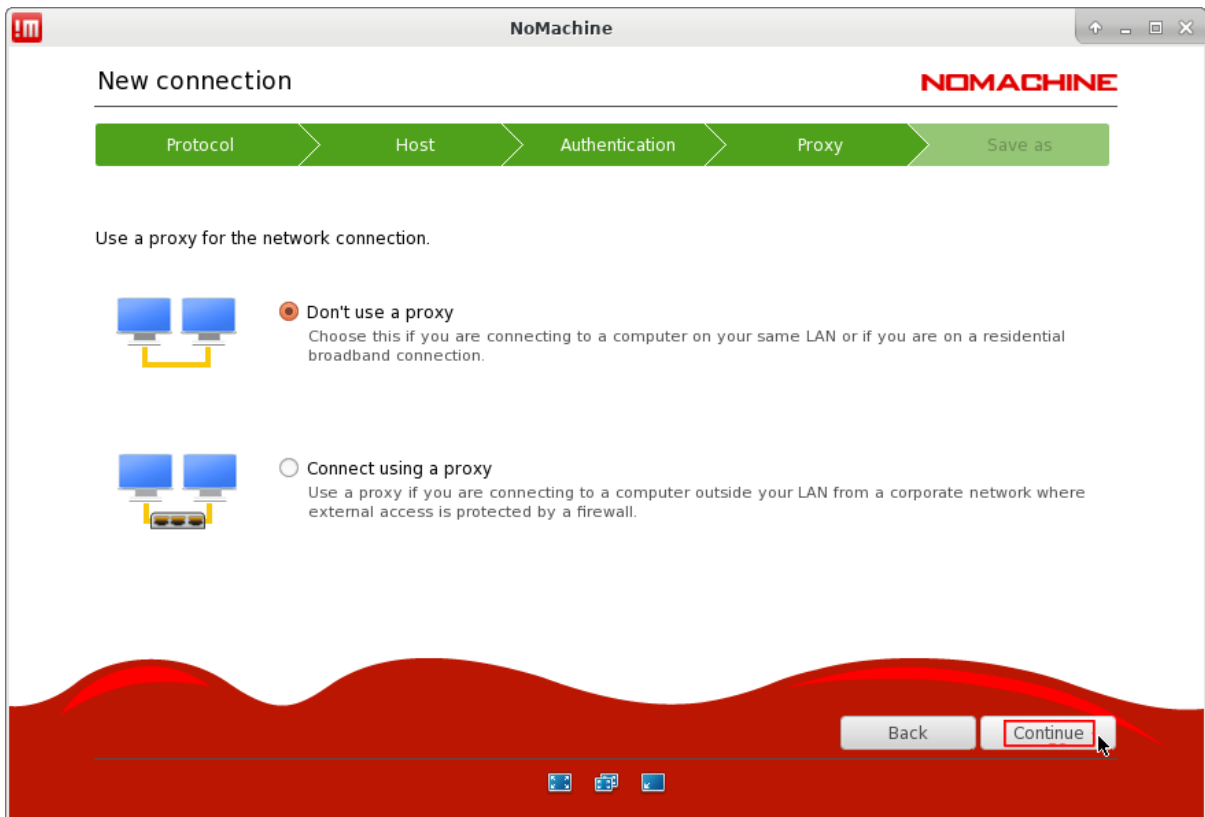 !m
NoMachine
New connection
NOMACHINE
Protocol
Host
Authentication
Proxy
Save as
Use a proxy for the network connection.
Don't use a proxy
Choose this if you are connecting to a computer on your same LAN or if you are on a residential
broadband connection.
Connect using a proxy
Use a proxy if you are connecting to a computer outside your LAN from a corporate network where
external access is protected by a firewall.
Back
Continue